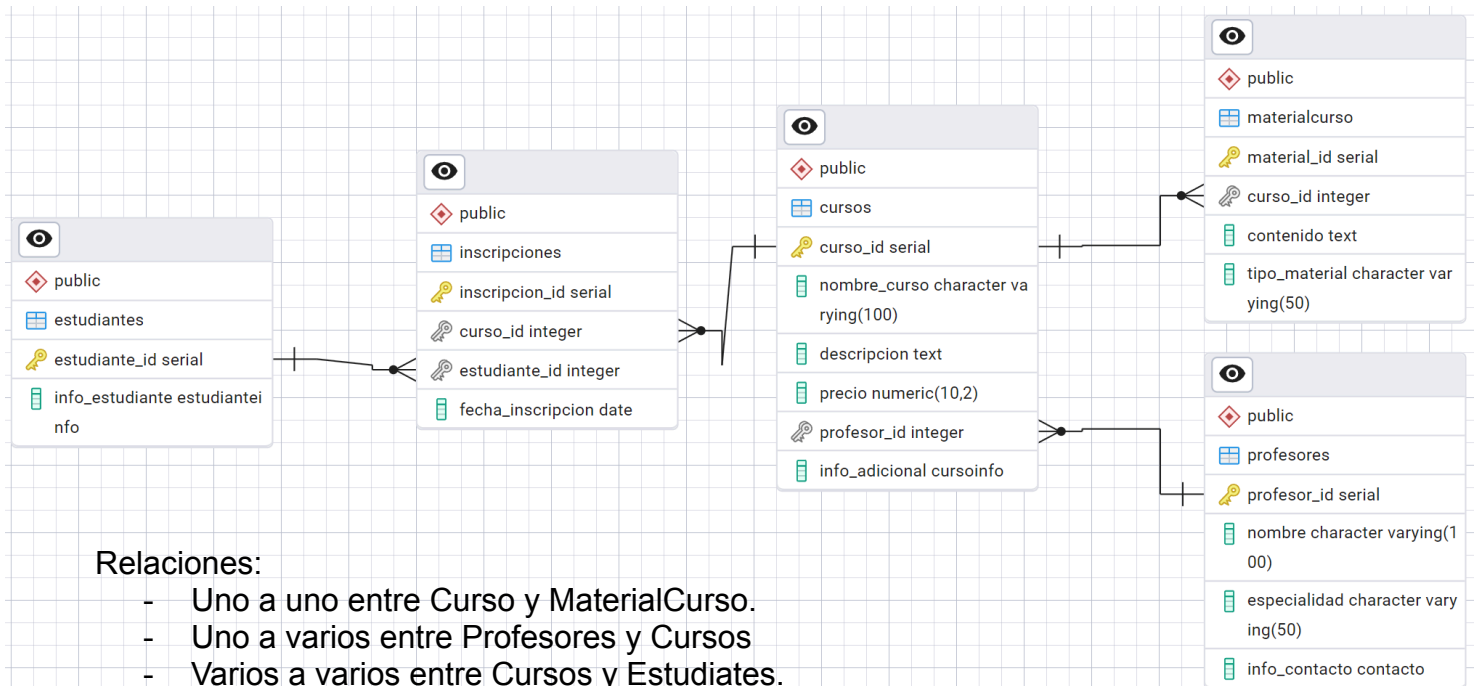 public
estudiantes
estudiante_id serial
info_estudiante estudiantei
nfo
public
inscripciones
inscripcion_id serial
curso_id integer
estudiante_id integer
fecha_inscripcion date
public
cursos
curso_id serial
nombre_curso character va
rying(100)
descripcion text
precio numeric(10,2)
profesor_id integer
info_adicional cursoinfo
public
materialcurso
material_id serial
curso_id integer
contenido text
tipo_material character var
ying(50)
public
profesores
profesor_id serial
nombre character varying(1
00)
especialidad character vary
ing(50)
info_contacto contacto
Relaciones:
- Uno a uno entre Curso y MaterialCurso.
- Uno a varios entre Profesores y Cursos
- Varios a varios entre Cursos y Estudiates.